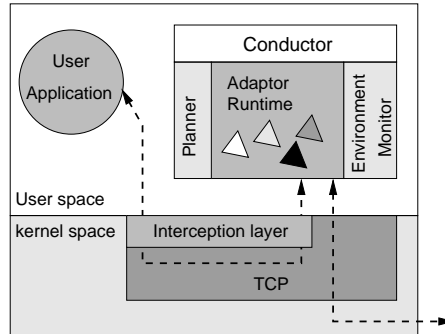 Conductor
User
Application
Planner
Adaptor
Runtime
Environment
Monitor
User space
kernel space
Interception layer
TCP